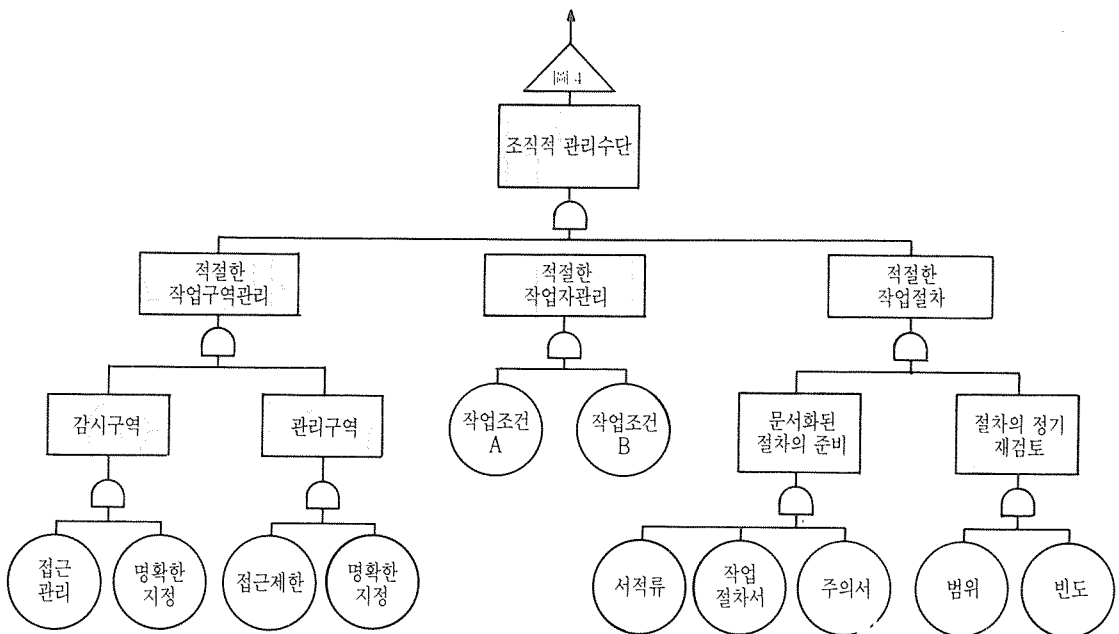 圖 4
조직적 관리수단
적절한
작업구역관리
적절한
작업자관리
적절한
작업절차
감시구역
관리구역
작업조건
A
작업조건
B
문서화된
절차의 준비
절차의 정기
재검토
접근
관리
명확한
지정
접근제한
명확한
지정
서적류
작업
절차서
주의서
범위
빈도